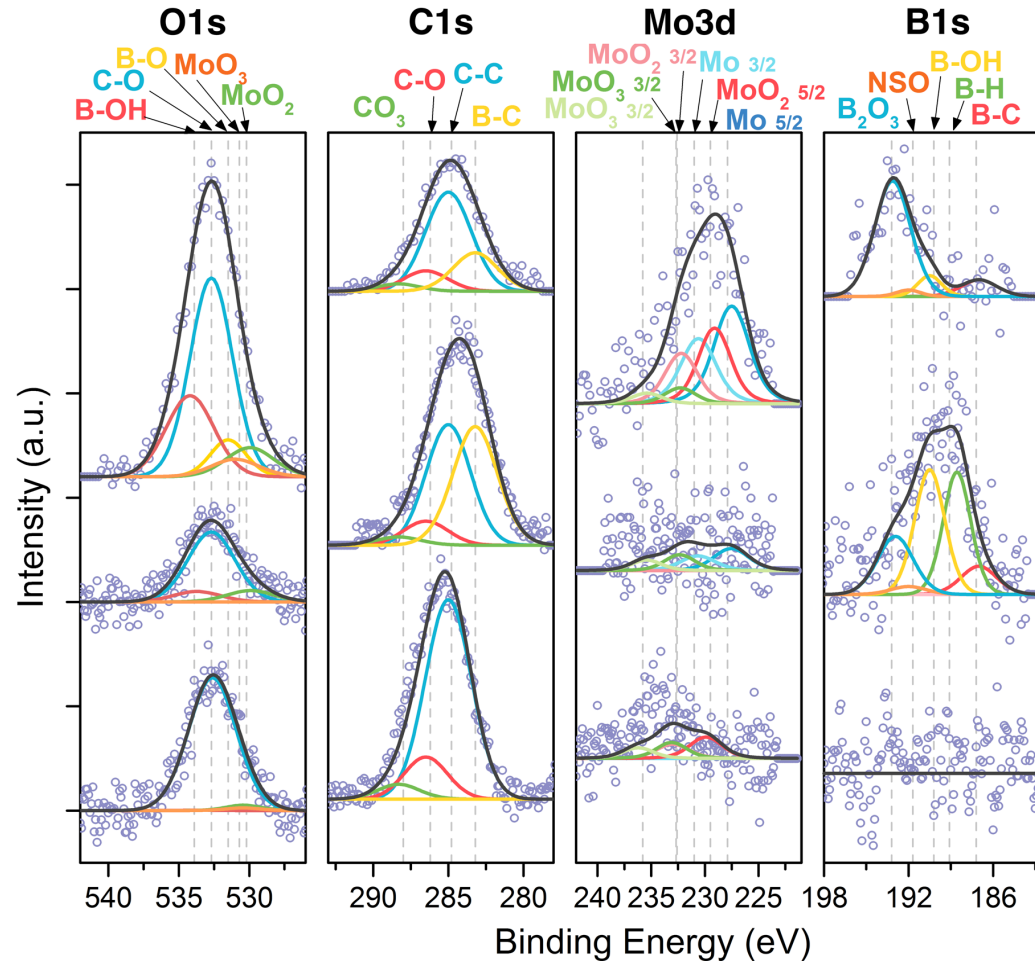 O1s C1s Mo3d B1s
B-O MoO3 C-O MoO2 B-OH
C-O C-C CO3 B-C
MoO2 3/2 Mo 3/2 MoO3 3/2 MoO2 5/2 MoO3 3/2 Mo 5/2
B-OH NSO B-H B2O3 B-C
Intensity (a.u.)
540 535 530 290 285 280 240 235 230 225 198 192 186
Binding Energy (eV)